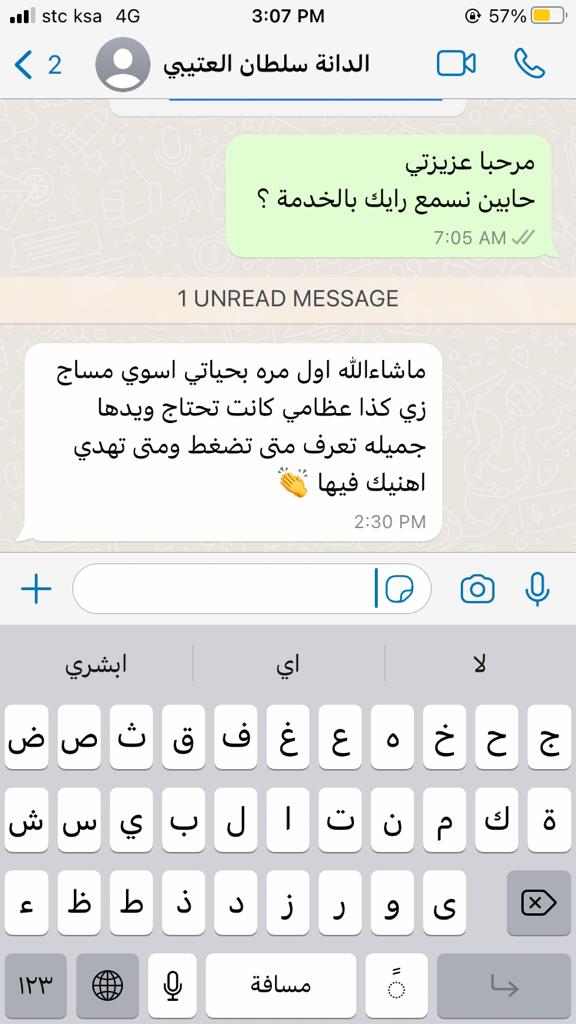 stc ksa 4G 3:07 PM 57%
2 الدانة سلطان العتيبي
مرحبا عزيزتي
حابين نسمع رايك بالخدمة ؟
7:05 AM
1 UNREAD MESSAGE
ماشاءالله اول مره بحياتي اسوي مساج
زي كذا عظامي كانت تحتاج ويدها
جميله تعرف متى تضغط ومتى تهدي
اهنيك فيها 👏
2:30 PM
ابشري اي لا
ض ص ث ق ف غ ع ه خ ح ج
ش س ي ب ل ا ت ن م ك ة
ء ظ ط ذ د ز ر و ى
١٢٣ مسافة